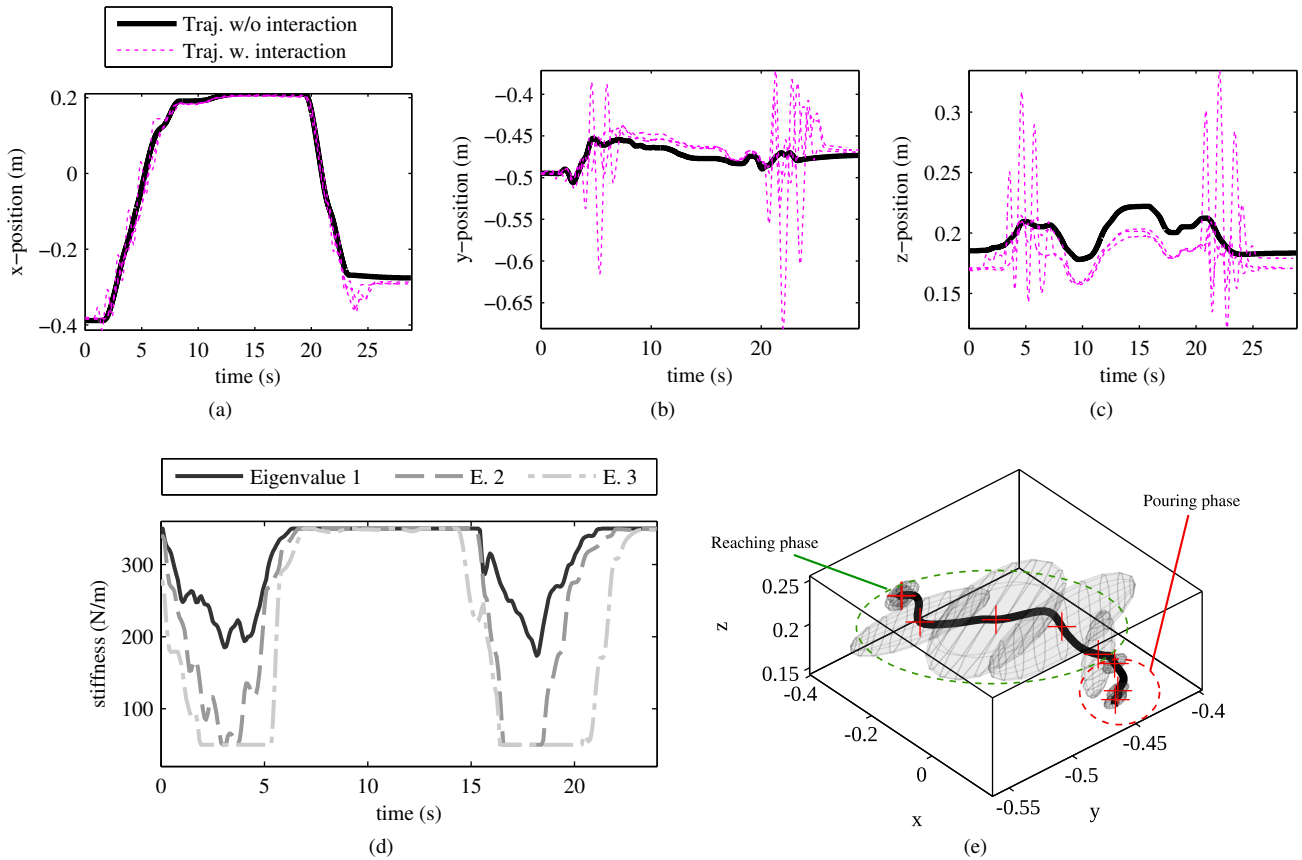 Traj. w/o interaction
Traj. w. interaction
0.2
0
−0.2
−0.4
x−position (m)
0 5 10 15 20 25
time (s)
(a)
−0.4
−0.45
−0.5
−0.55
−0.6
−0.65
y−position (m)
0 10 20
time (s)
(b)
0.3
0.25
0.2
0.15
z−position (m)
0 5 10 15 20 25
time (s)
(c)
Eigenvalue 1 E. 2 E. 3
300
200
100
stiffness (N/m)
0 5 10 15 20
time (s)
(d)
Pouring phase
Reaching phase
0.25
0.2
0.15
z
-0.4
-0.2
0
x
-0.55
-0.5
-0.45
-0.4
y
(e)